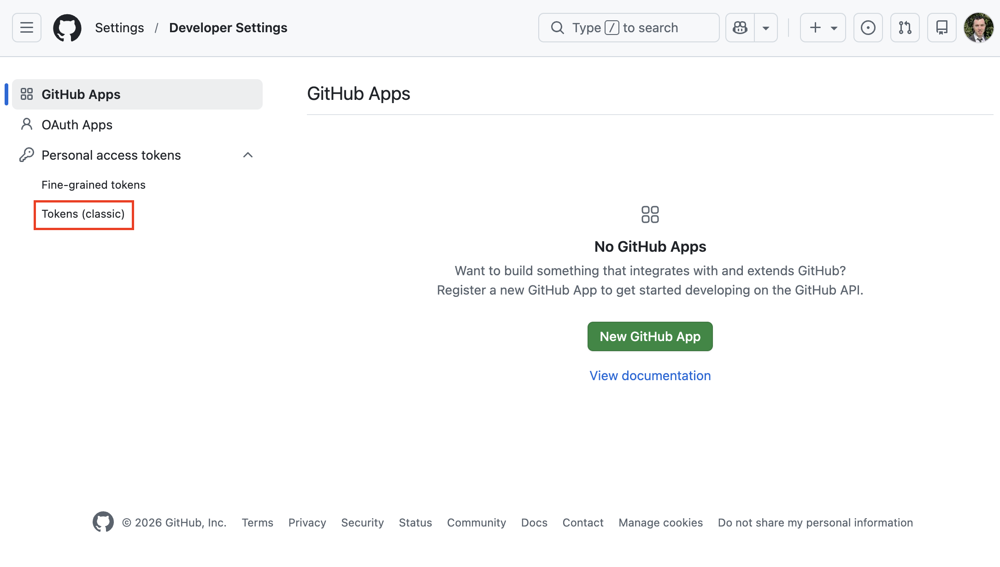 Settings / Developer Settings
Type / to search
GitHub Apps
OAuth Apps
Personal access tokens
Fine-grained tokens
Tokens (classic)
GitHub Apps
No GitHub Apps
Want to build something that integrates with and extends GitHub?
Register a new GitHub App to get started developing on the GitHub API.
New GitHub App
View documentation
© 2026 GitHub, Inc. Terms Privacy Security Status Community Docs Contact Manage cookies Do not share my personal information